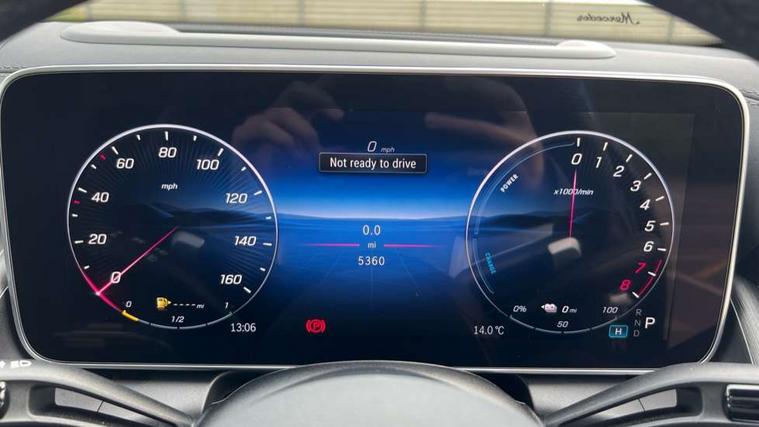 Mercedes
0 mph
Not ready to drive
0.0
mi
5360
mph
0
20
40
60
80
100
120
140
160
0
1/2
1
-----mi
13:06
P
14.0°C
POWER
CHARGE
x1000/min
0
1
2
3
4
5
6
7
8
0%
50
100
0 mi
H
R
N
D
P